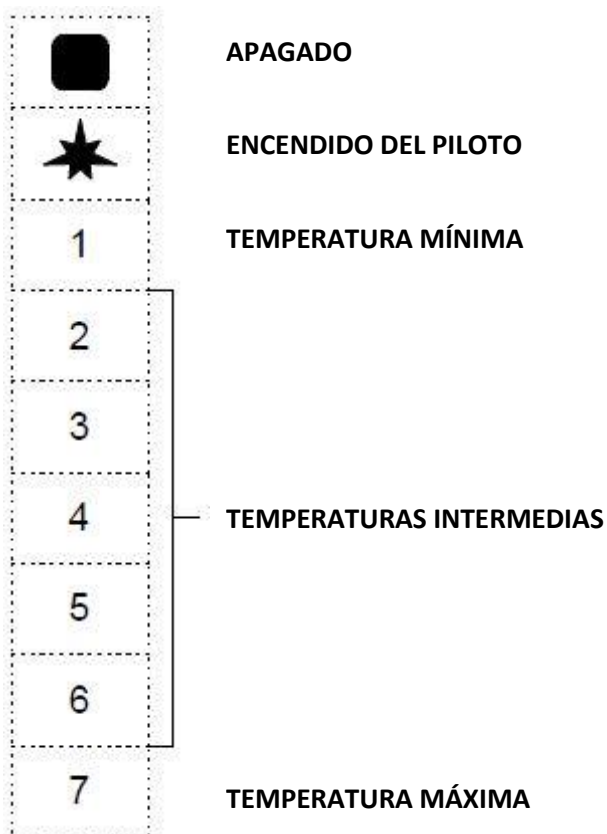 APAGADO
ENCENDIDO DEL PILOTO
1 TEMPERATURA MÍNIMA
2
3
4 TEMPERATURAS INTERMEDIAS
5
6
7 TEMPERATURA MÁXIMA